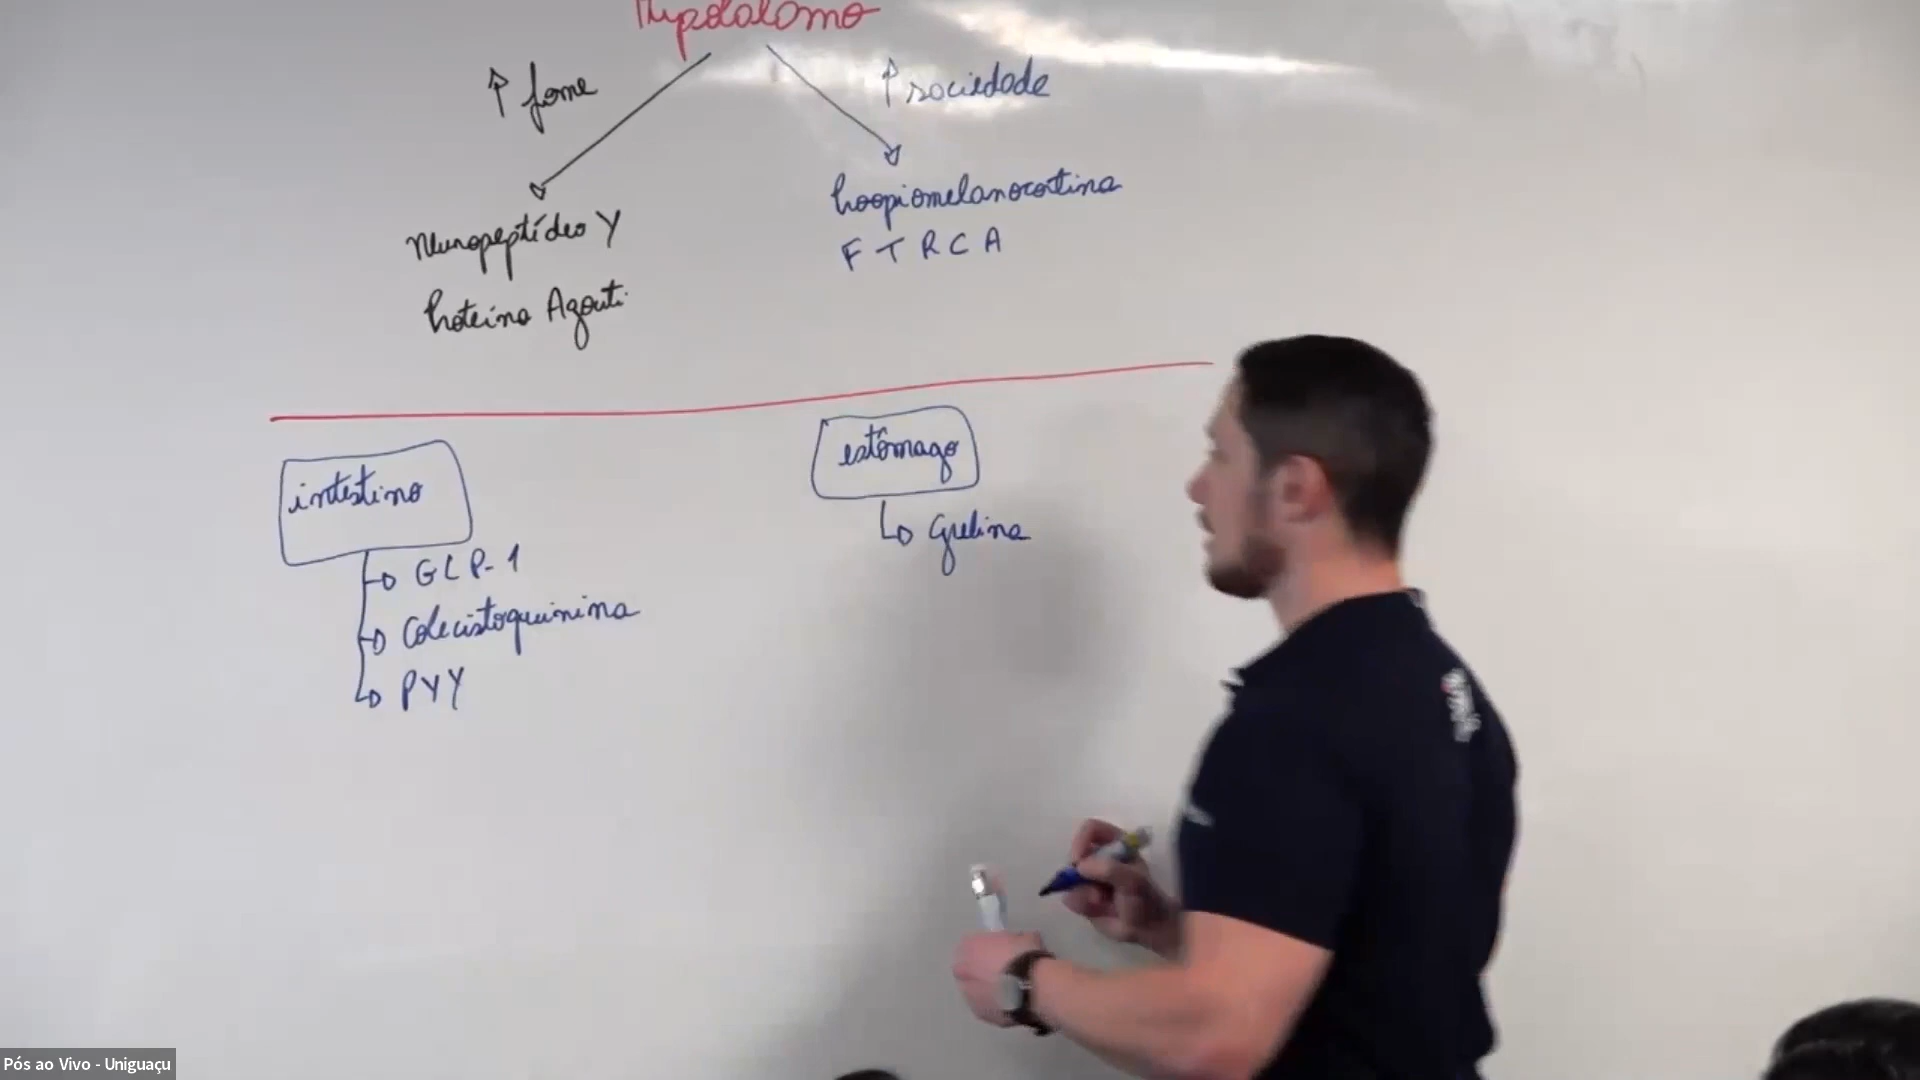 Hipotálamo
↑ fome
↑ saciedade
Neuropeptídeo Y
Proteína Agouti
Proopiomelanocortina
F T R C A
intestino
GLP-1
Colecistoquinina
PYY
estômago
Grelina
Pós ao Vivo - Uniguaçu